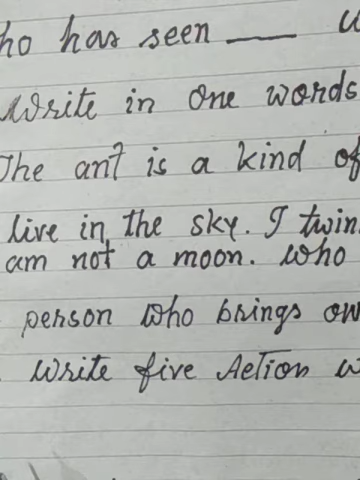 ho has seen ____
Write in one words
The ant is a kind of
live in the sky. I twin
am not a moon. who
person who brings ow
write five Action w